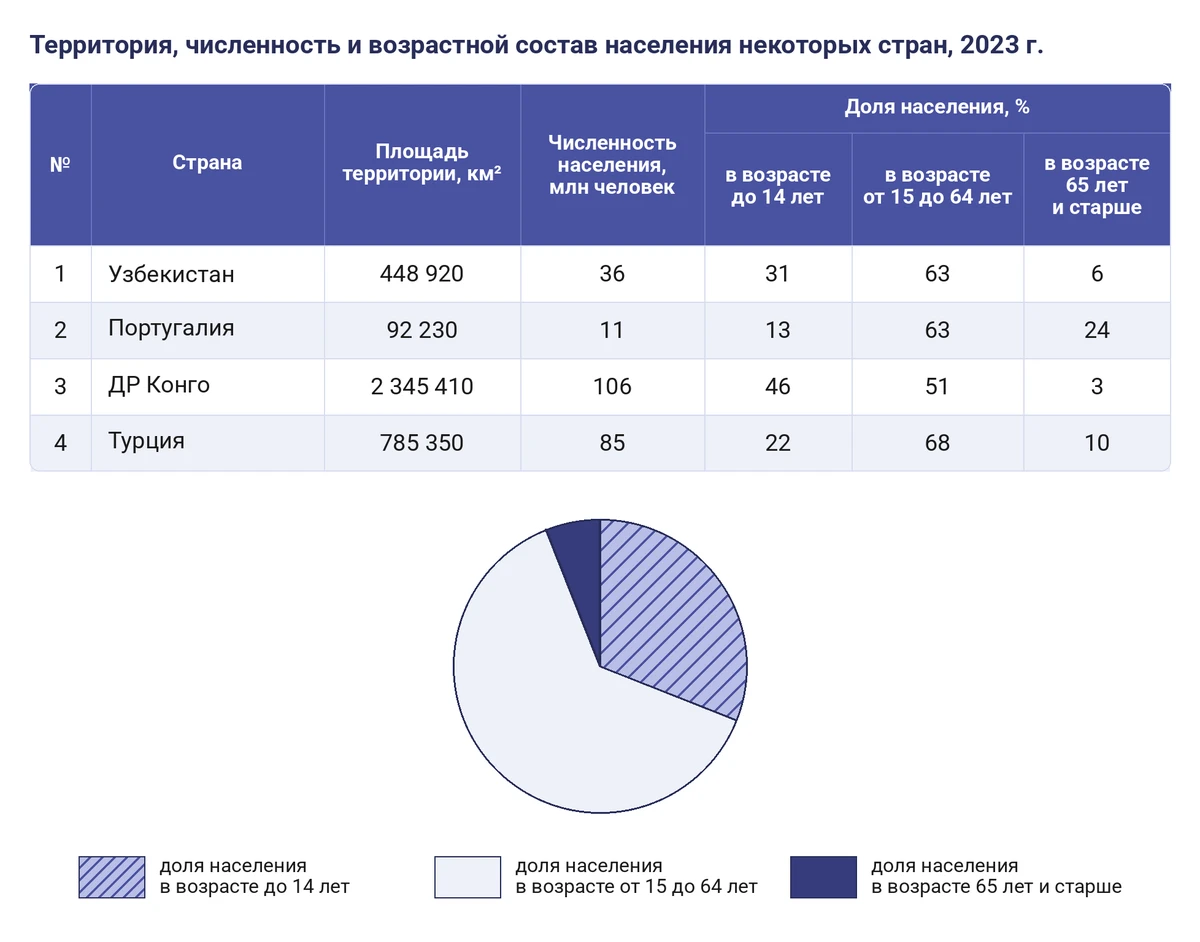 Территория, численность и возрастной состав населения некоторых стран, 2023 г.
№
Страна
Площадь
территории, км²
Численность
населения,
млн человек
Доля населения, %
в возрасте
до 14 лет
в возрасте
от 15 до 64 лет
в возрасте
65 лет
и старше
1 Узбекистан 448 920 36 31 63 6
2 Португалия 92 230 11 13 63 24
3 ДР Конго 2 345 410 106 46 51 3
4 Турция 785 350 85 22 68 10
доля населения
в возрасте до 14 лет
доля населения
в возрасте от 15 до 64 лет
доля населения
в возрасте 65 лет и старше